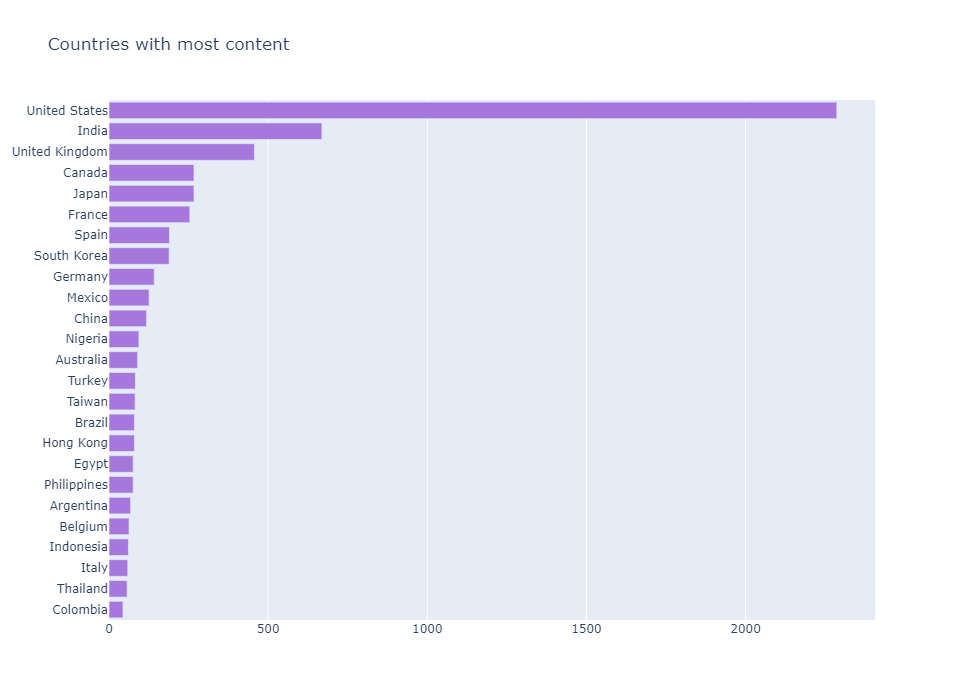 Countries with most content
United States
India
United Kingdom
Canada
Japan
France
Spain
South Korea
Germany
Mexico
China
Nigeria
Australia
Turkey
Taiwan
Brazil
Hong Kong
Egypt
Philippines
Argentina
Belgium
Indonesia
Italy
Thailand
Colombia
0 500 1000 1500 2000